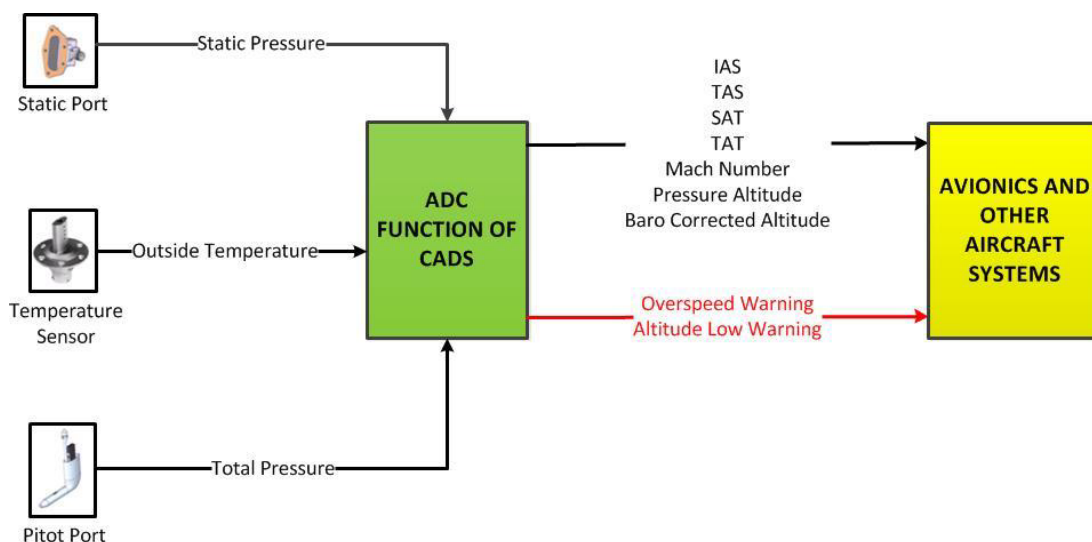 Static Port
Static Pressure
Temperature
Sensor
Outside Temperature
Pitot Port
Total Pressure
ADC
FUNCTION OF
CADS
IAS
TAS
SAT
TAT
Mach Number
Pressure Altitude
Baro Corrected Altitude
Overspeed Warning
Altitude Low Warning
AVIONICS AND
OTHER
AIRCRAFT
SYSTEMS